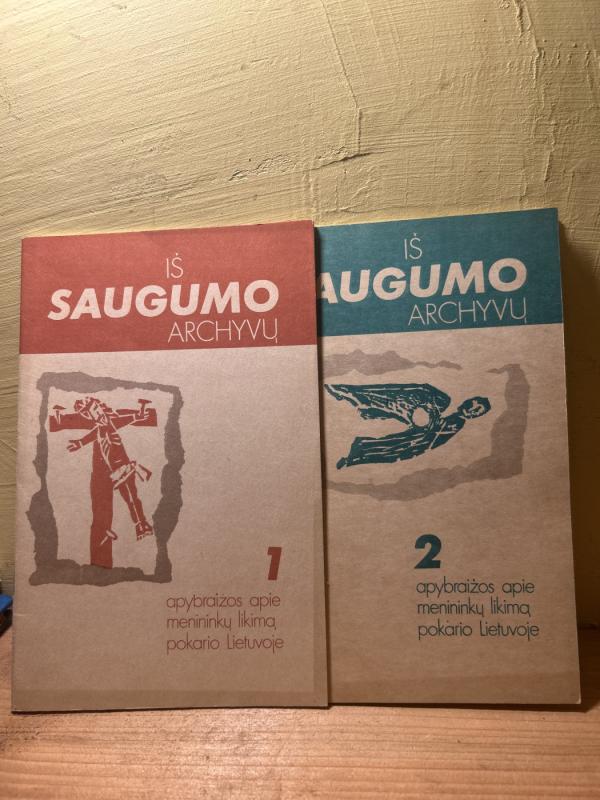 IŠ
SAUGUMO
ARCHYVŲ
1
apybraižos apie
menininkų likimą
pokario Lietuvoje
IŠ
AUGUMO
ARCHYVŲ
2
apybraižos apie
menininkų likimą
pokario Lietuvoje